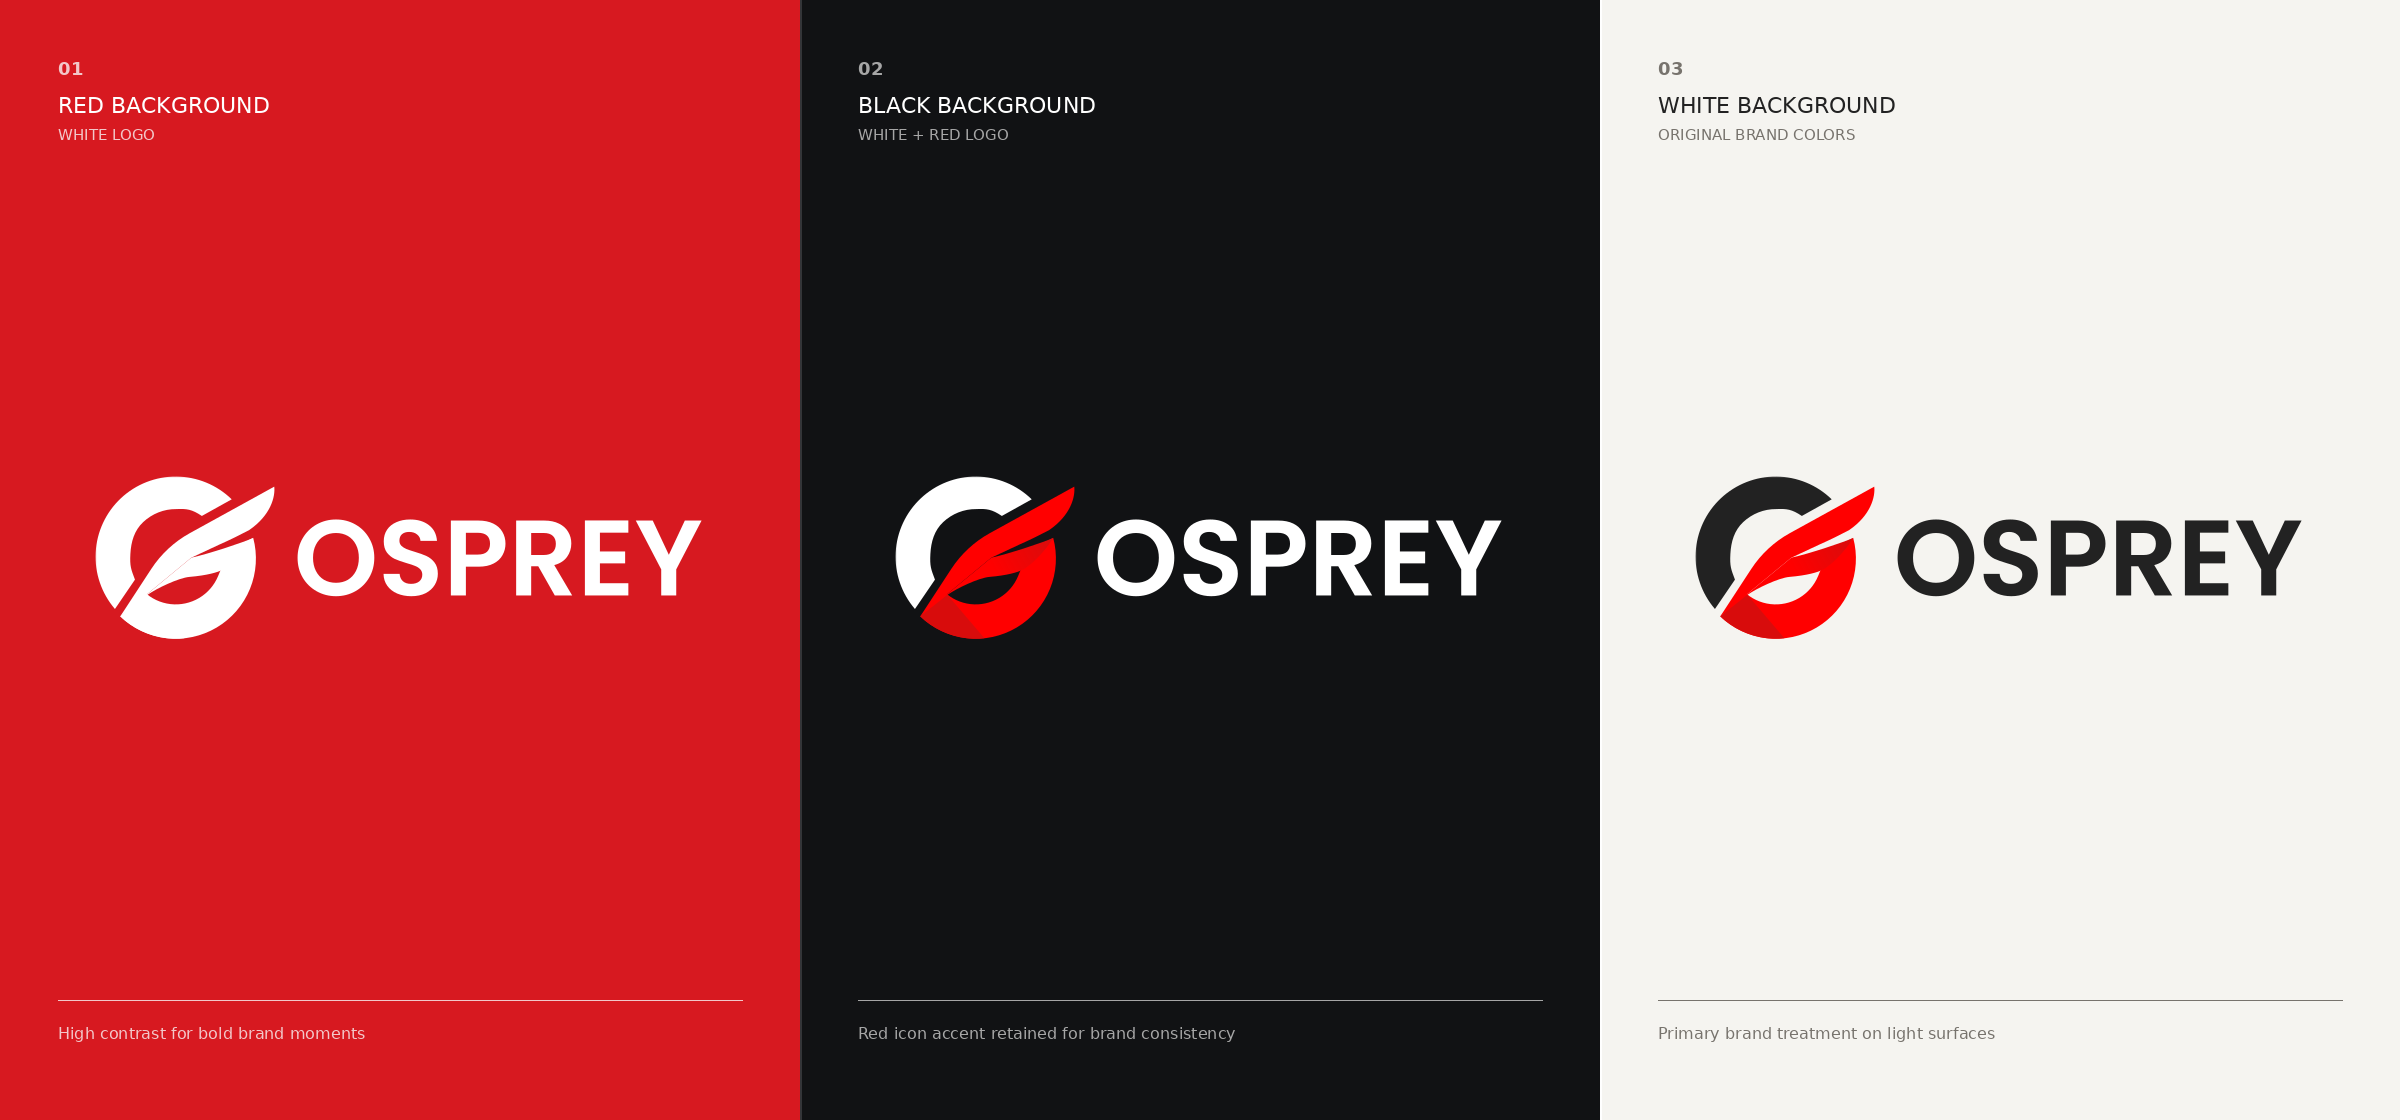 01
RED BACKGROUND
WHITE LOGO
OSPREY
High contrast for bold brand moments
02
BLACK BACKGROUND
WHITE + RED LOGO
OSPREY
Red icon accent retained for brand consistency
03
WHITE BACKGROUND
ORIGINAL BRAND COLORS
OSPREY
Primary brand treatment on light surfaces